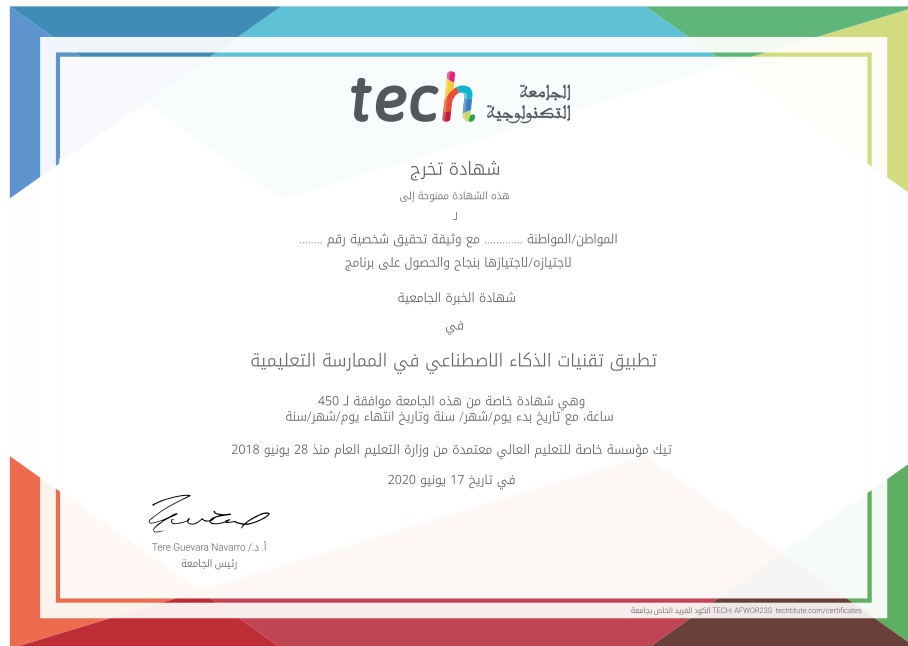 tech الجامعة
التكنولوجية
شهادة تخرج
هذه الشهادة ممنوحة إلى
لـ
المواطن/المواطنة ............ مع وثيقة تحقيق شخصية رقم ........
لاجتيازه/لاجتيازها بنجاح والحصول على برنامج
شهادة الخبرة الجامعية
في
تطبيق تقنيات الذكاء الاصطناعي في الممارسة التعليمية
وهي شهادة خاصة من هذه الجامعة موافقة لـ 450
ساعة، مع تاريخ بدء يوم/شهر/ سنة وتاريخ انتهاء يوم/شهر/سنة
تيك مؤسسة خاصة للتعليم العالي معتمدة من وزارة التعليم العام منذ 28 يونيو 2018
في تاريخ 17 يونيو 2020
أ.د./ Tere Guevara Navarro
رئيس الجامعة
الكود الفريد الخاص بجامعة TECH: AFWOR23S techtitute.com/certificates